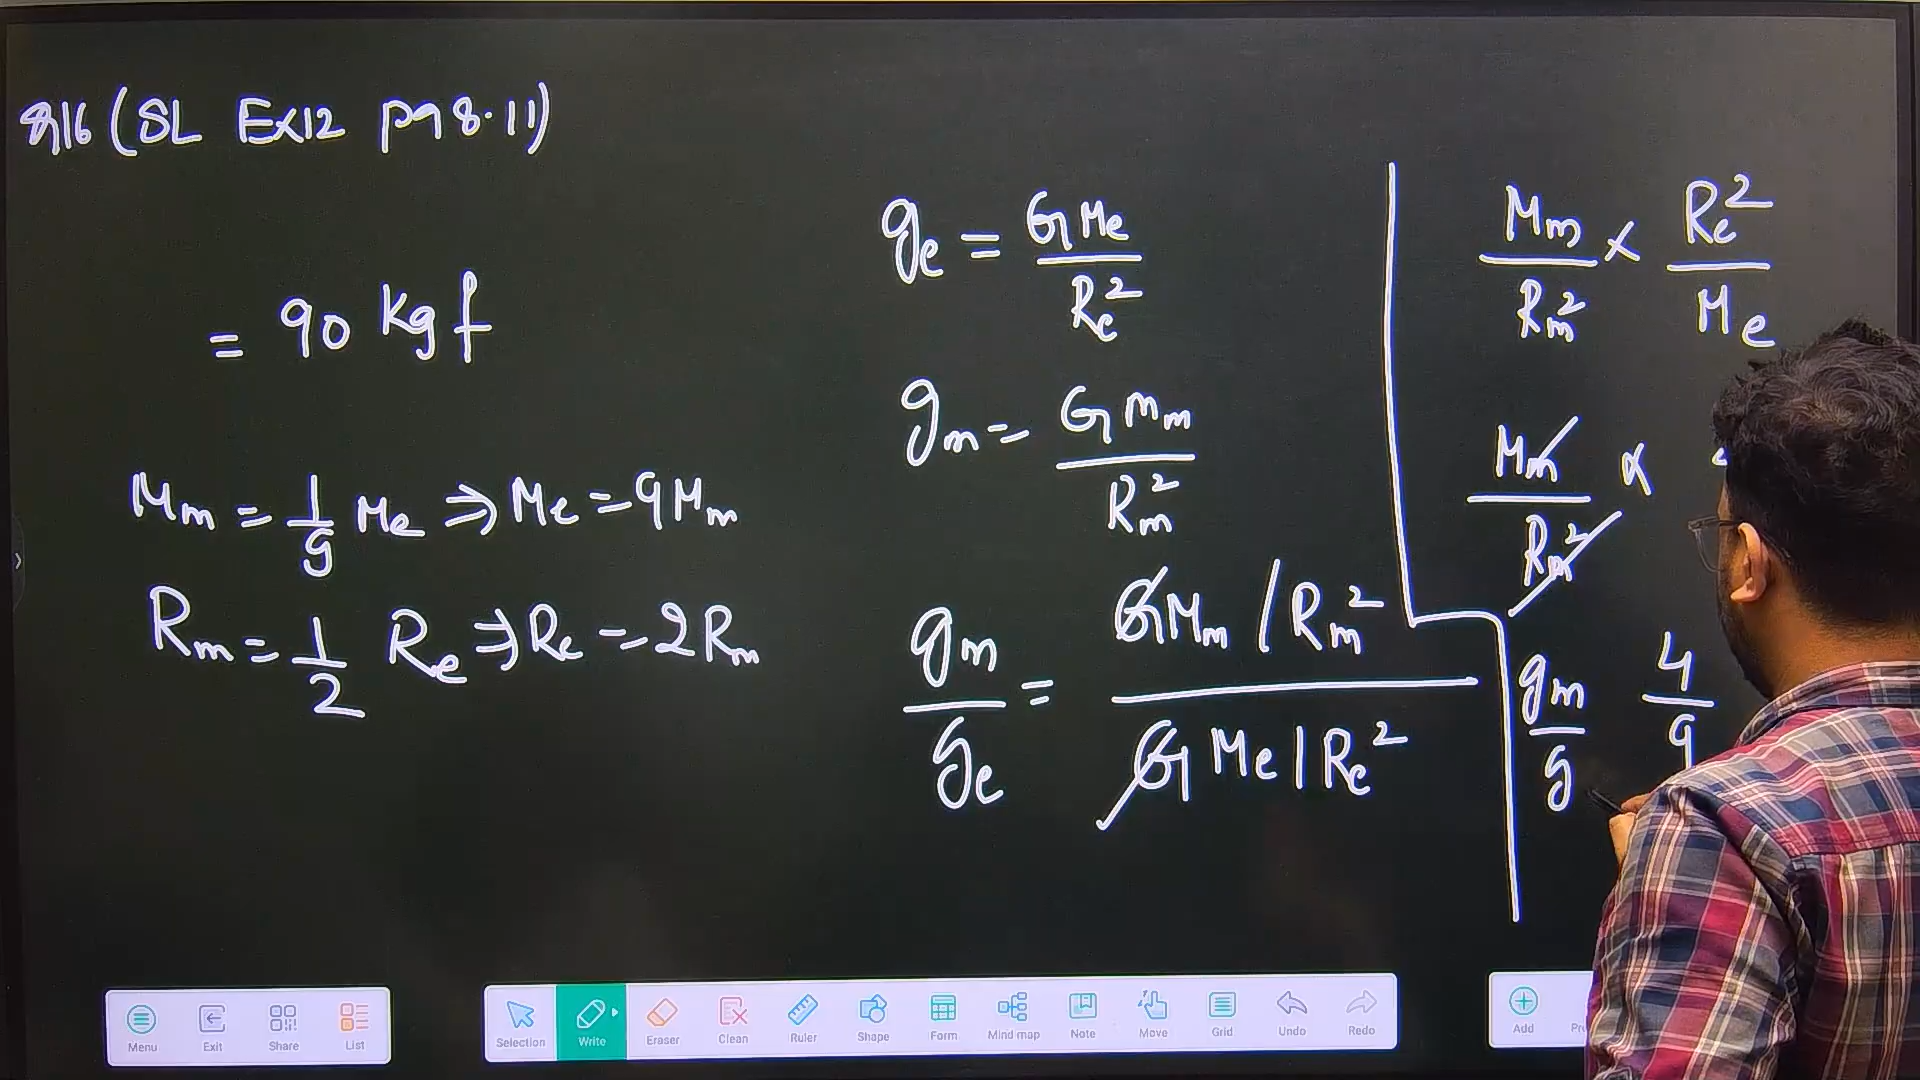 Q16 (SL Ex12 pg 8.11)
= 90 Kgf
Mm = 1/9 Me ⇒ Me = 9Mm
Rm = 1/2 Re ⇒ Re = 2Rm
ge = GMe / Re²
gm = GMm / Rm²
gm/ge = GMm / Rm² / GMe / Re²
Mm/Rm² × Re²/Me
Mm/Rm² ×
gm/g 4/9
Menu Exit Share List
Selection Write Eraser Clean Ruler Shape Form Mind map Note Move Grid Undo Redo
Add